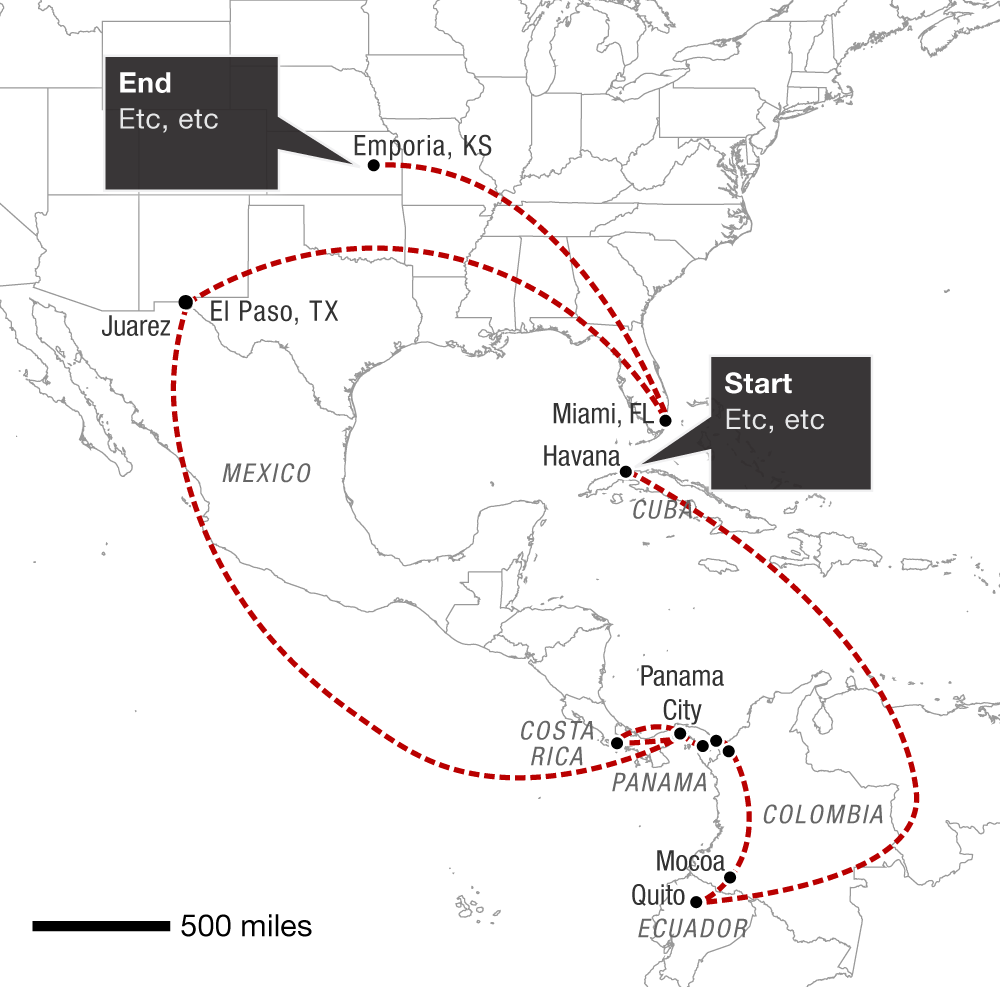 End
Etc, etc
Emporia, KS
El Paso, TX
Juarez
Start
Etc, etc
Miami, FL
Havana
MEXICO
CUBA
Panama
City
COSTA
RICA
PANAMA
COLOMBIA
Mocoa
Quito
ECUADOR
500 miles